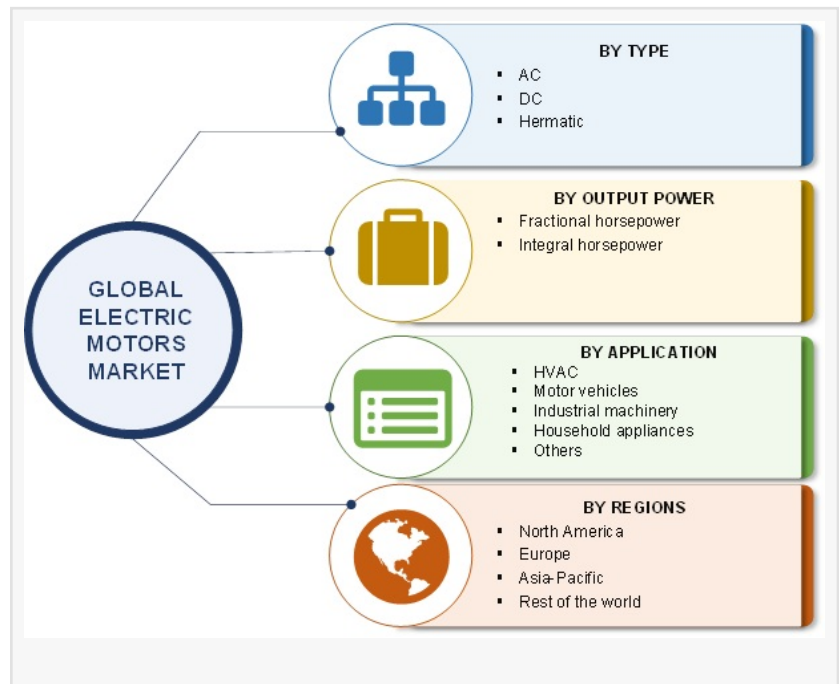 GLOBAL
ELECTRIC
MOTORS
MARKET
BY TYPE
▪ AC
▪ DC
▪ Hermatic
BY OUTPUT POWER
▪ Fractional horsepower
▪ Integral horsepower
BY APPLICATION
▪ HVAC
▪ Motor vehicles
▪ Industrial machinery
▪ Household appliances
▪ Others
BY REGIONS
▪ North America
▪ Europe
▪ Asia-Pacific
▪ Rest of the world